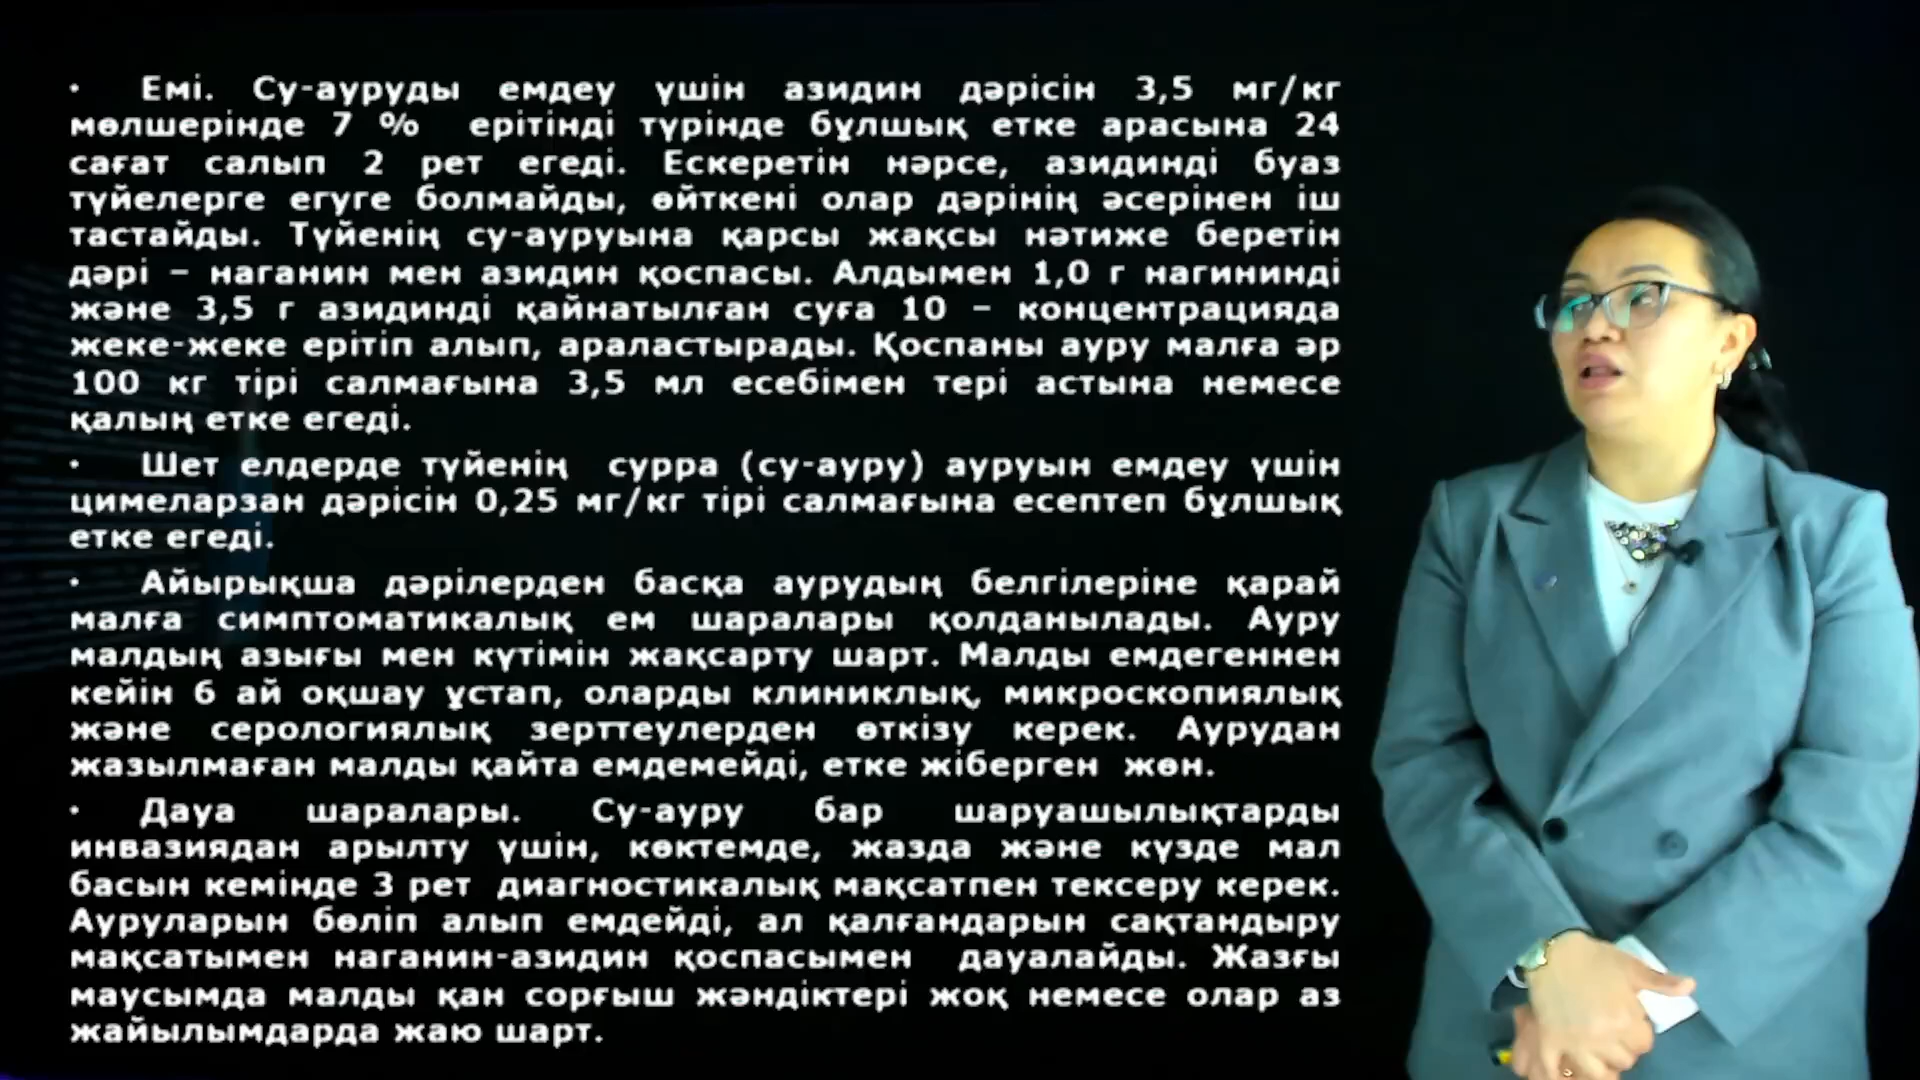 • Емі. Су-ауруды емдеу үшін азидин дәрісін 3,5 мг/кг
мөлшерінде 7 % ерітінді түрінде бұлшық етке арасына 24
сағат салып 2 рет егеді. Ескеретін нәрсе, азидинді буаз
түйелерге егуге болмайды, өйткені олар дәрінің әсерінен іш
тастайды. Түйенің су-ауруына қарсы жақсы нәтиже беретін
дәрі – наганин мен азидин қоспасы. Алдымен 1,0 г нагининді
және 3,5 г азидинді қайнатылған суға 10 – концентрацияда
жеке-жеке ерітіп алып, араластырады. Қоспаны ауру малға әр
100 кг тірі салмағына 3,5 мл есебімен тері астына немесе
қалың етке егеді.
• Шет елдерде түйенің сурра (су-ауру) ауруын емдеу үшін
цимеларзан дәрісін 0,25 мг/кг тірі салмағына есептеп бұлшық
етке егеді.
• Айырықша дәрілерден басқа аурудың белгілеріне қарай
малға симптоматикалық ем шаралары қолданылады. Ауру
малдың азығы мен күтімін жақсарту шарт. Малды емдегеннен
кейін 6 ай оқшау ұстап, оларды клиниклық, микроскопиялық
және серологиялық зерттеулерден өткізу керек. Аурудан
жазылмаған малды қайта емдемейді, етке жіберген жөн.
• Дауа шаралары. Су-ауру бар шаруашылықтарды
инвазиядан арылту үшін, көктемде, жазда және күзде мал
басын кемінде 3 рет диагностикалық мақсатпен тексеру керек.
Ауруларын бөліп алып емдейді, ал қалғандарын сақтандыру
мақсатымен наганин-азидин қоспасымен дауалайды. Жазғы
маусымда малды қан сорғыш жәндіктері жоқ немесе олар аз
жайылымдарда жаю шарт.